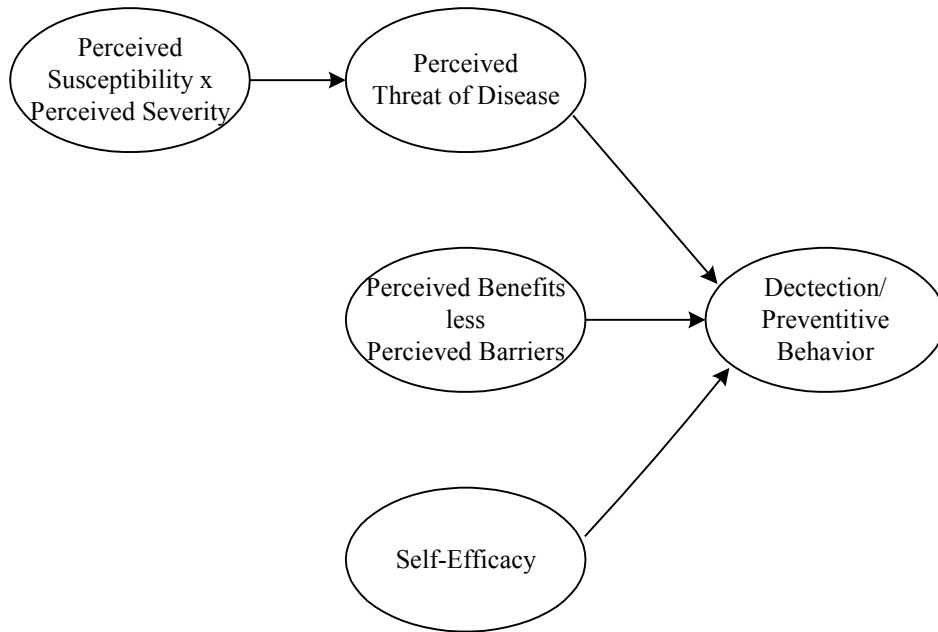 Perceived
Susceptibility x
Perceived Severity
Perceived
Threat of Disease
Perceived Benefits
less
Percieved Barriers
Dectection/
Preventitive
Behavior
Self-Efficacy